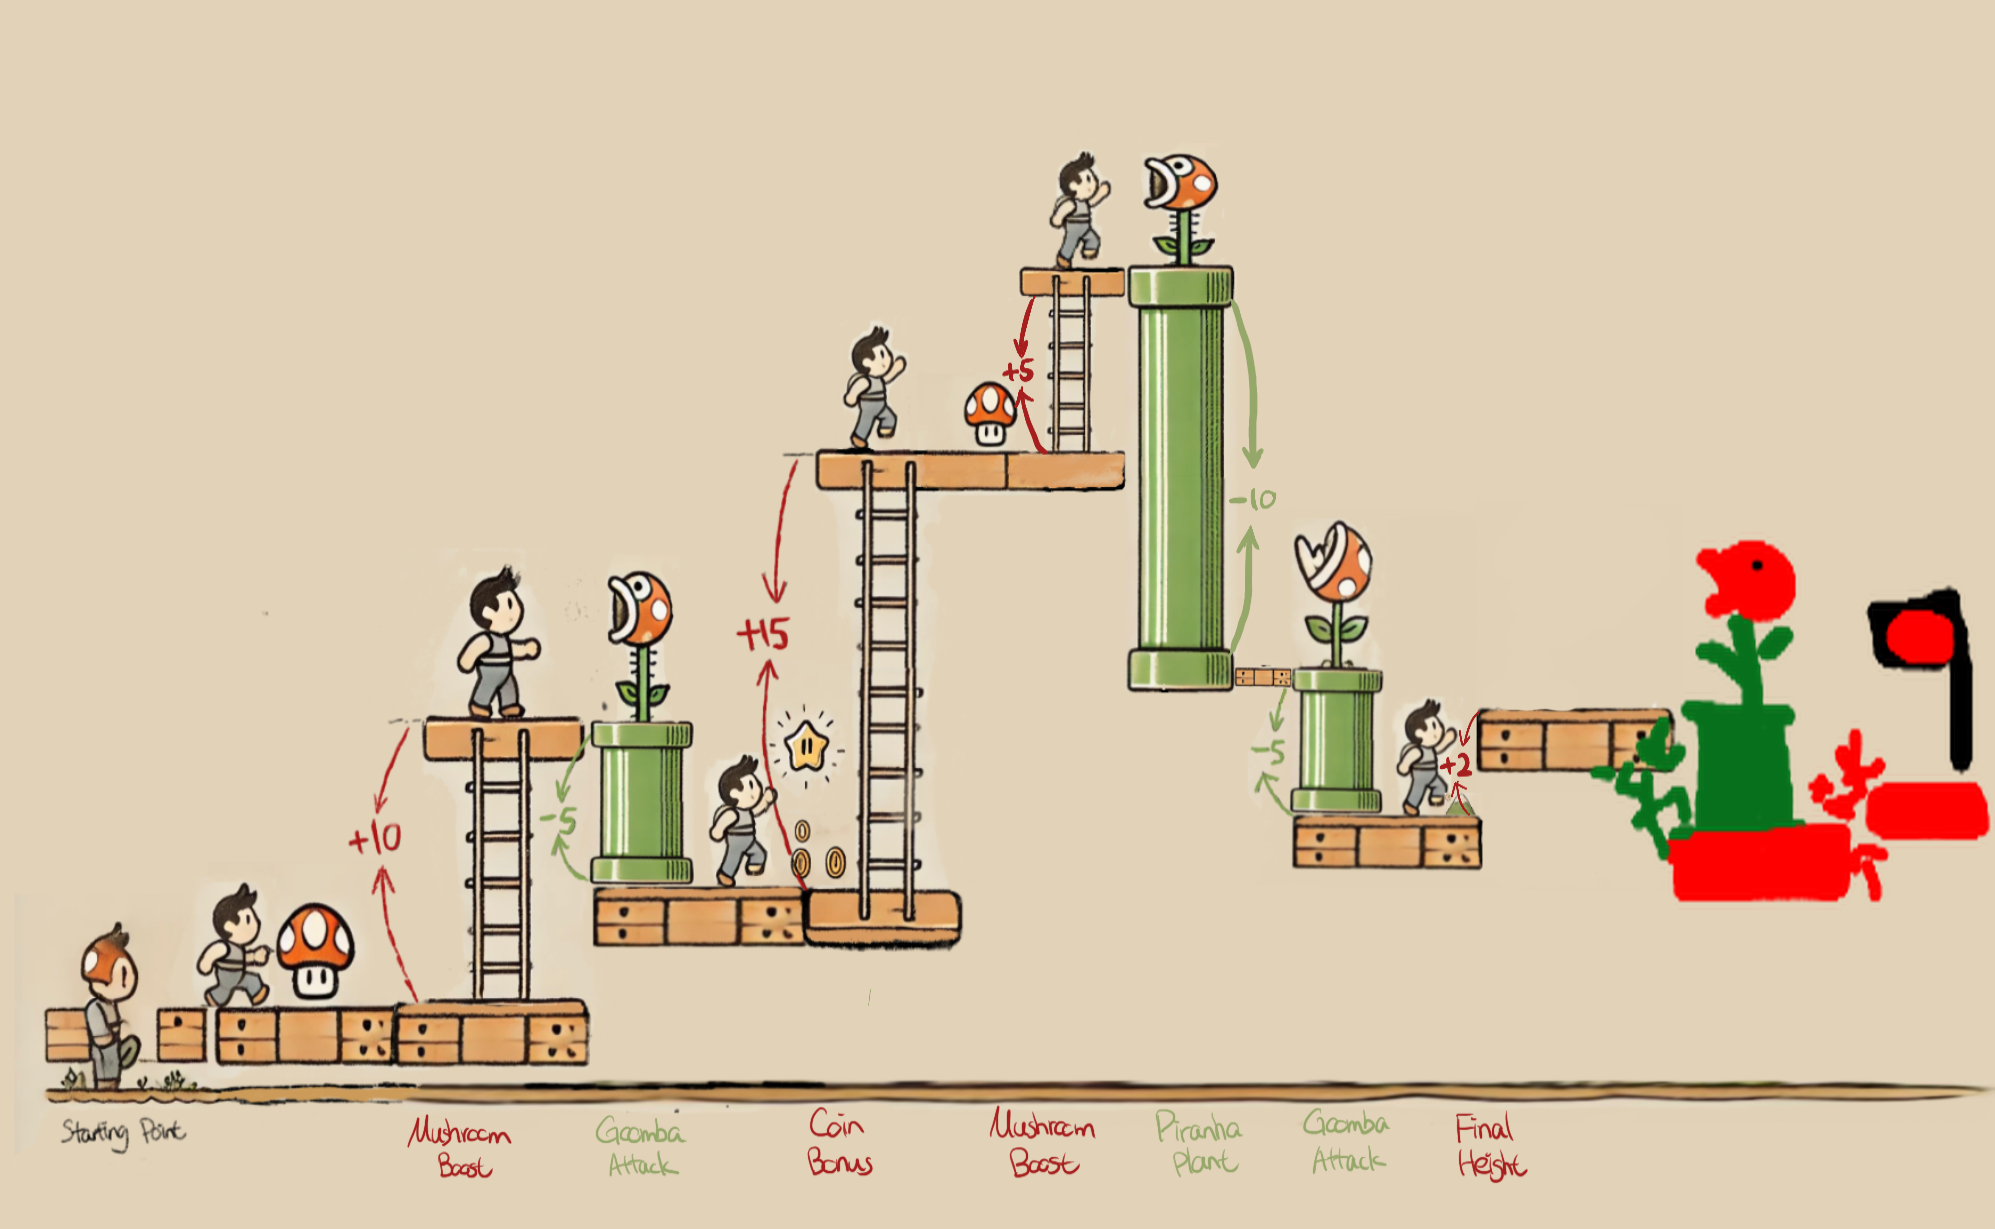 +5
-10
+15
+10
-5
-5
+2
Starting Point
Mushroom
Boost
Goomba
Attack
Coin
Bonus
Mushroom
Boost
Piranha
Plant
Goomba
Attack
Final
Height